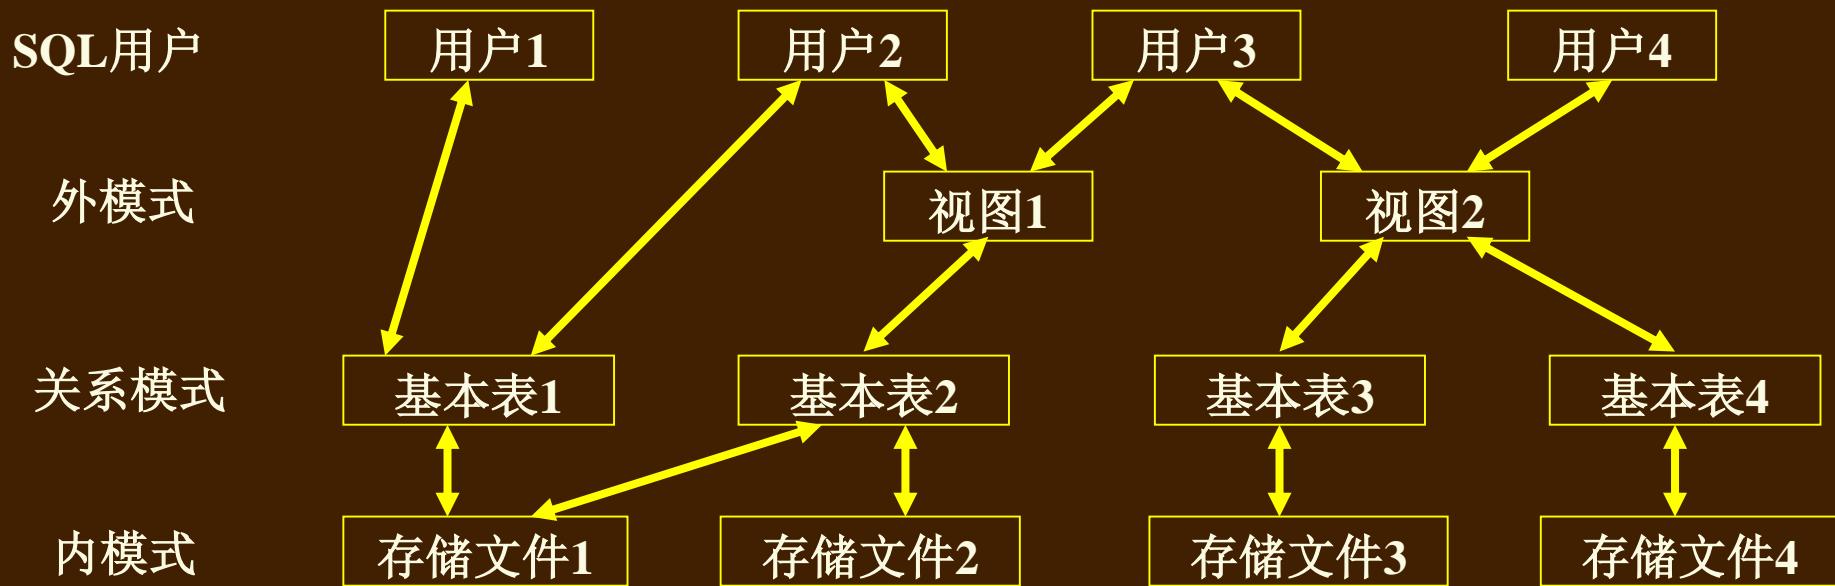 SQL用户 用户1 用户2 用户3 用户4
外模式 视图1 视图2
关系模式 基本表1 基本表2 基本表3 基本表4
内模式 存储文件1 存储文件2 存储文件3 存储文件4